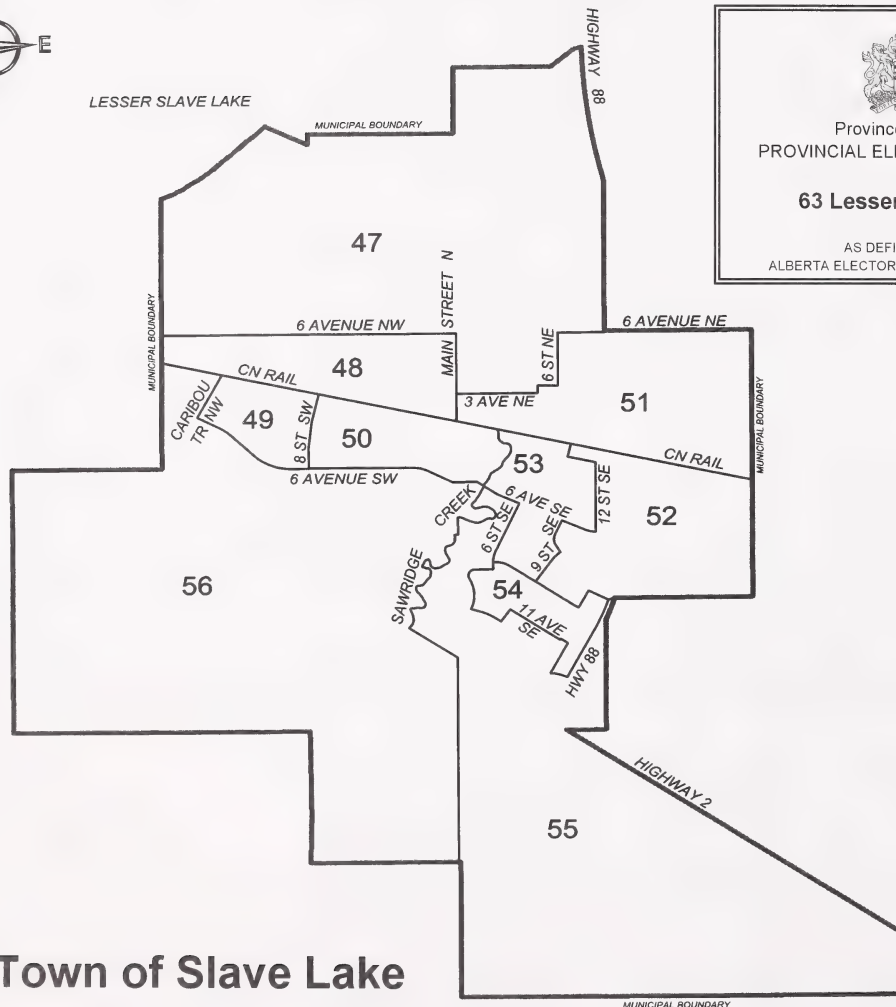 E
LESSER SLAVE LAKE
MUNICIPAL BOUNDARY
HIGHWAY 88
PROVINCIAL
63 Lesser
AS
ALBERTA
47
MAIN STREET N
MUNICIPAL BOUNDARY
6 AVENUE NW
6 AVENUE NE
6 ST NE
48
CN RAIL
3 AVE NE
51
MUNICIPAL BOUNDARY
CARIBOU
TR NW
49
8 ST SW
50
53
CN RAIL
6 AVENUE SW
6 AVE SE
12 ST SE
52
CREEK
SAWRIDGE
6 ST SE
9 ST SE
56
54
11 AVE
SE
HWY 88
HIGHWAY 2
55
Town of Slave Lake
MUNICIPAL BOUNDARY